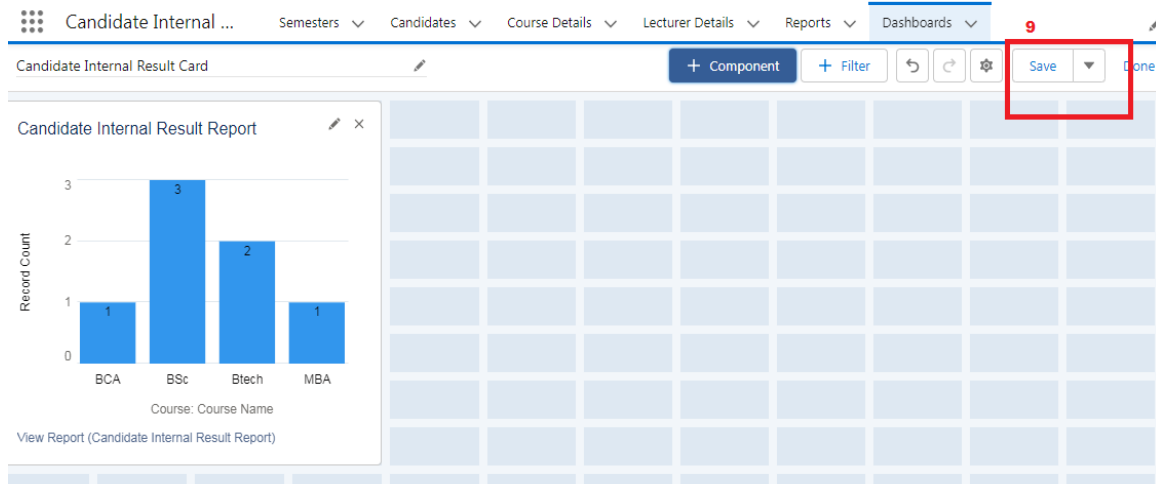 Candidate Internal ... Semesters Candidates Course Details Lecturer Details Reports Dashboards 9
Candidate Internal Result Card + Component + Filter Save Done
Candidate Internal Result Report
3
3
2
2
Record Count
1
1
1
0
BCA BSc Btech MBA
Course: Course Name
View Report (Candidate Internal Result Report)